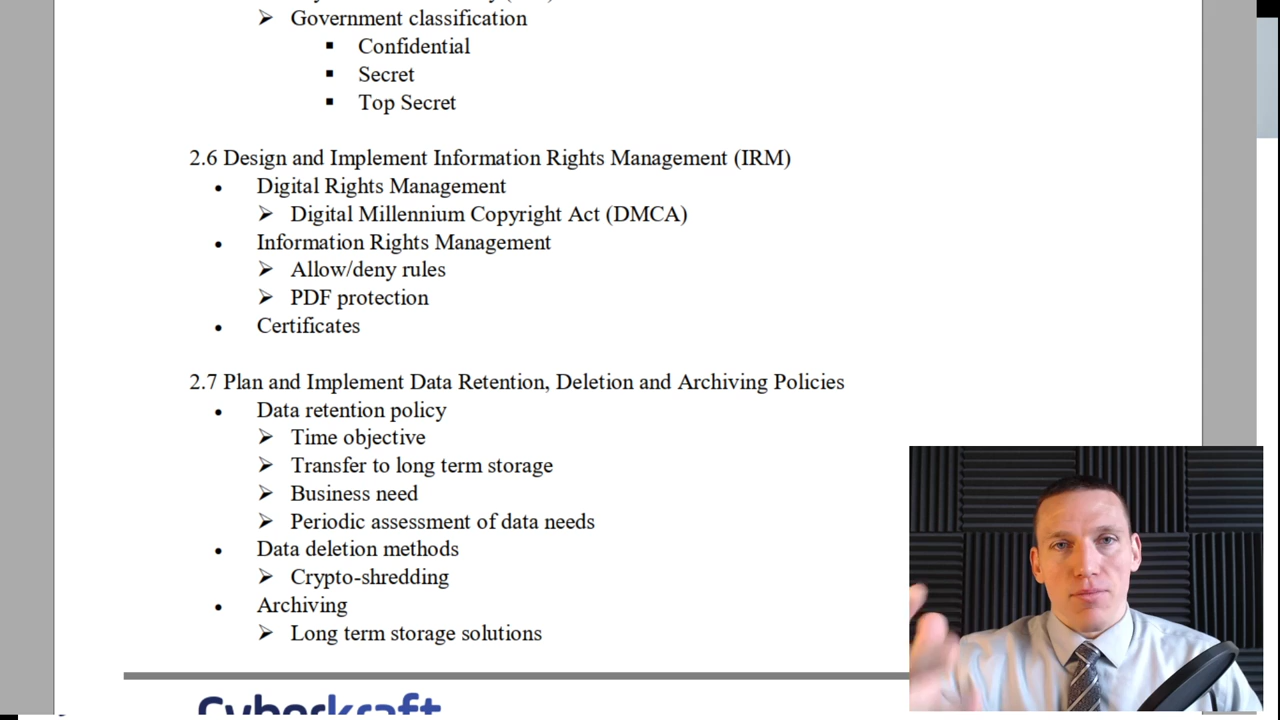 ➢ Government classification
▪ Confidential
▪ Secret
▪ Top Secret
2.6 Design and Implement Information Rights Management (IRM)
• Digital Rights Management
➢ Digital Millennium Copyright Act (DMCA)
• Information Rights Management
➢ Allow/deny rules
➢ PDF protection
• Certificates
2.7 Plan and Implement Data Retention, Deletion and Archiving Policies
• Data retention policy
➢ Time objective
➢ Transfer to long term storage
➢ Business need
➢ Periodic assessment of data needs
• Data deletion methods
➢ Crypto-shredding
• Archiving
➢ Long term storage solutions
Cyberkraft